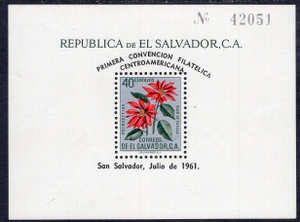 Nº 42051
REPUBLICA DE EL SALVADOR, C.A.
PRIMERA CONVENCION FILATELICA
CENTROAMERICANA
40 CENTAVOS
CORREOS
DE EL SALVADOR, C.A.
San Salvador, Julio de 1961.